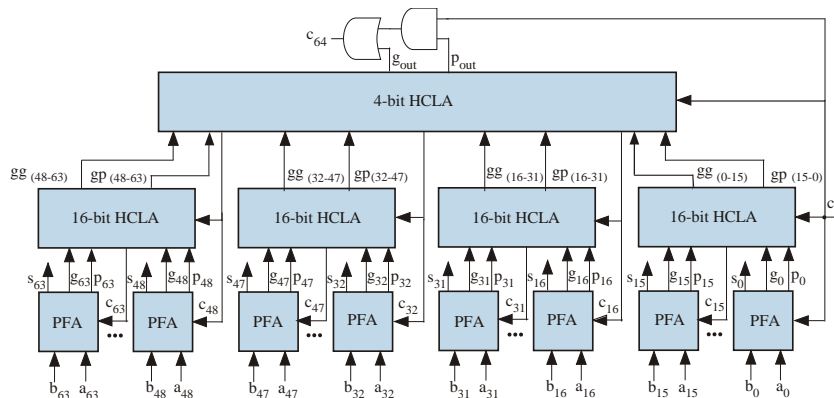 c64
gout pout
4-bit HCLA
gg(48-63) gp(48-63) gg(32-47) gp(32-47) gg(16-31) gp(16-31) gg(0-15) gp(15-0)
16-bit HCLA 16-bit HCLA 16-bit HCLA 16-bit HCLA
s63 g63 p63 s48 g48 p48 s47 g47 p47 s32 g32 p32 s31 g31 p31 s16 g16 p16 s15 g15 p15 s0 g0 p0
c63 c48 c47 c32 c31 c16 c15
PFA PFA PFA PFA PFA PFA PFA PFA
... ... ... ...
b63 a63 b48 a48 b47 a47 b32 a32 b31 a31 b16 a16 b15 a15 b0 a0